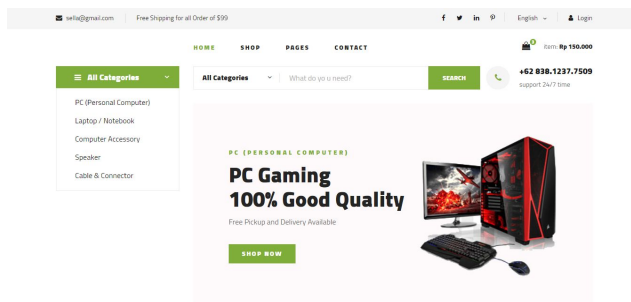 sella@gmail.com Free Shipping for all Order of $99 English Login
HOME SHOP PAGES CONTACT 0 item: Rp 150.000
All Categories All Categories What do yo u need? SEARCH +62 838.1237.7509
support 24/7 time
PC (Personal Computer)
Laptop / Notebook
Computer Accessory
Speaker
Cable & Connector
PC (PERSONAL COMPUTER)
PC Gaming
100% Good Quality
Free Pickup and Delivery Available
SHOP NOW